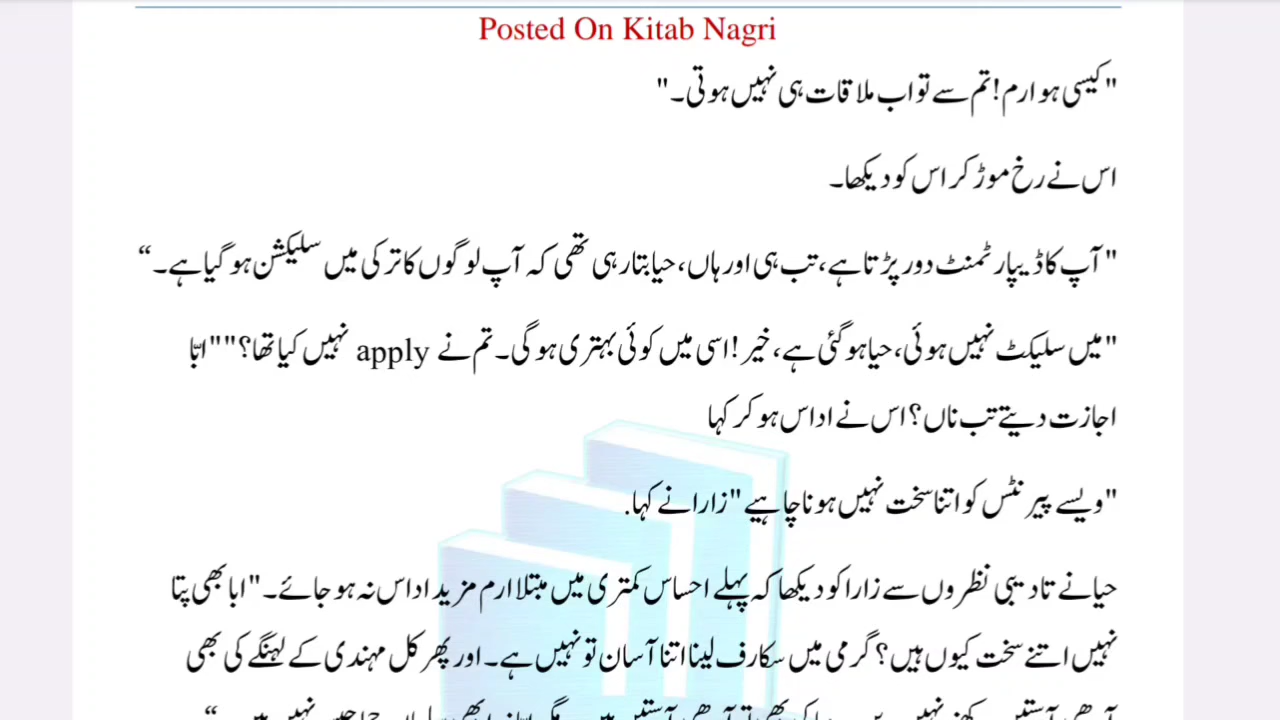 Posted On Kitab Nagri
"کیسی ہو ارم! تم سے تو اب ملاقات ہی نہیں ہوتی۔"
اس نے رخ موڑ کر اس کو دیکھا۔
"آپ کا ڈیپارٹمنٹ دور پڑتا ہے، تب ہی اور ہاں، حیا بتا رہی تھی کہ آپ لوگوں کا ترکی میں سلیکشن ہو گیا ہے۔“
"میں سلیکٹ نہیں ہوئی، حیا ہو گئی ہے، خیر! اسی میں کوئی بہتری ہو گی۔ تم نے apply نہیں کیا تھا؟""ابّا
اجازت دیتے تب ناں؟ اس نے اداس ہو کر کہا
"ویسے پیرنٹس کو اتنا سخت نہیں ہونا چاہیے" زارا نے کہا.
حیا نے تادیبی نظروں سے زارا کو دیکھا کہ پہلے احساس کمتری میں مبتلا ارم مزید اداس نہ ہو جائے۔ "ابا بھی پتا
نہیں اتنے سخت کیوں ہیں؟ گرمی میں سکارف لینا اتنا آسان تو نہیں ہے۔ اور پھر کل مہندی کے لہنگے کی بھی